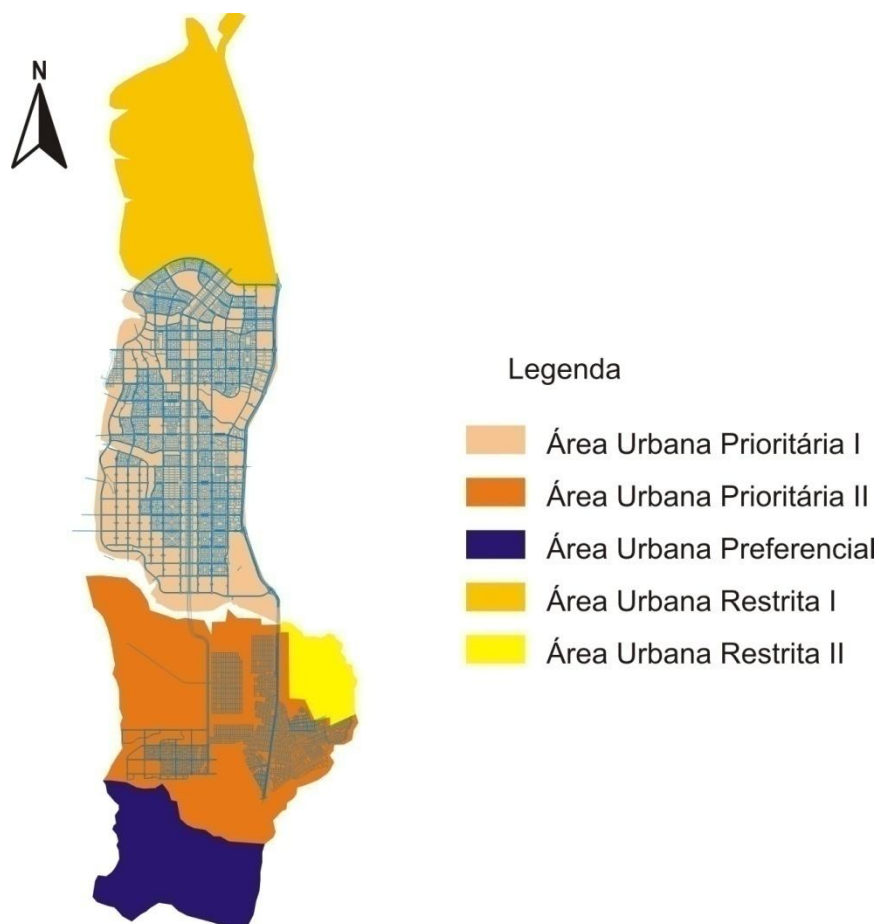 N
Legenda
Área Urbana Prioritária I
Área Urbana Prioritária II
Área Urbana Preferencial
Área Urbana Restrita I
Área Urbana Restrita II